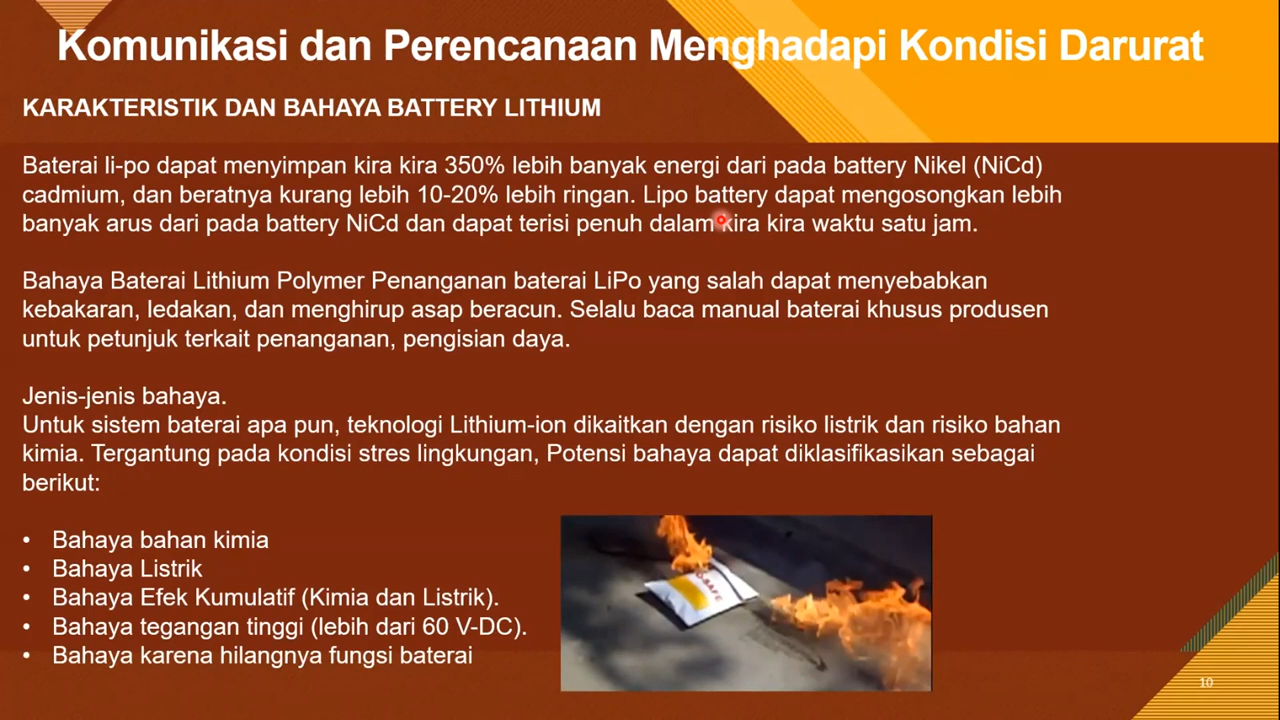 Komunikasi dan Perencanaan Menghadapi Kondisi Darurat
KARAKTERISTIK DAN BAHAYA BATTERY LITHIUM
Baterai li-po dapat menyimpan kira kira 350% lebih banyak energi dari pada battery Nikel (NiCd)
cadmium, dan beratnya kurang lebih 10-20% lebih ringan. Lipo battery dapat mengosongkan lebih
banyak arus dari pada battery NiCd dan dapat terisi penuh dalam kira kira waktu satu jam.
Bahaya Baterai Lithium Polymer Penanganan baterai LiPo yang salah dapat menyebabkan
kebakaran, ledakan, dan menghirup asap beracun. Selalu baca manual baterai khusus produsen
untuk petunjuk terkait penanganan, pengisian daya.
Jenis-jenis bahaya.
Untuk sistem baterai apa pun, teknologi Lithium-ion dikaitkan dengan risiko listrik dan risiko bahan
kimia. Tergantung pada kondisi stres lingkungan, Potensi bahaya dapat diklasifikasikan sebagai
berikut:
• Bahaya bahan kimia
• Bahaya Listrik
• Bahaya Efek Kumulatif (Kimia dan Listrik).
• Bahaya tegangan tinggi (lebih dari 60 V-DC).
• Bahaya karena hilangnya fungsi baterai
10